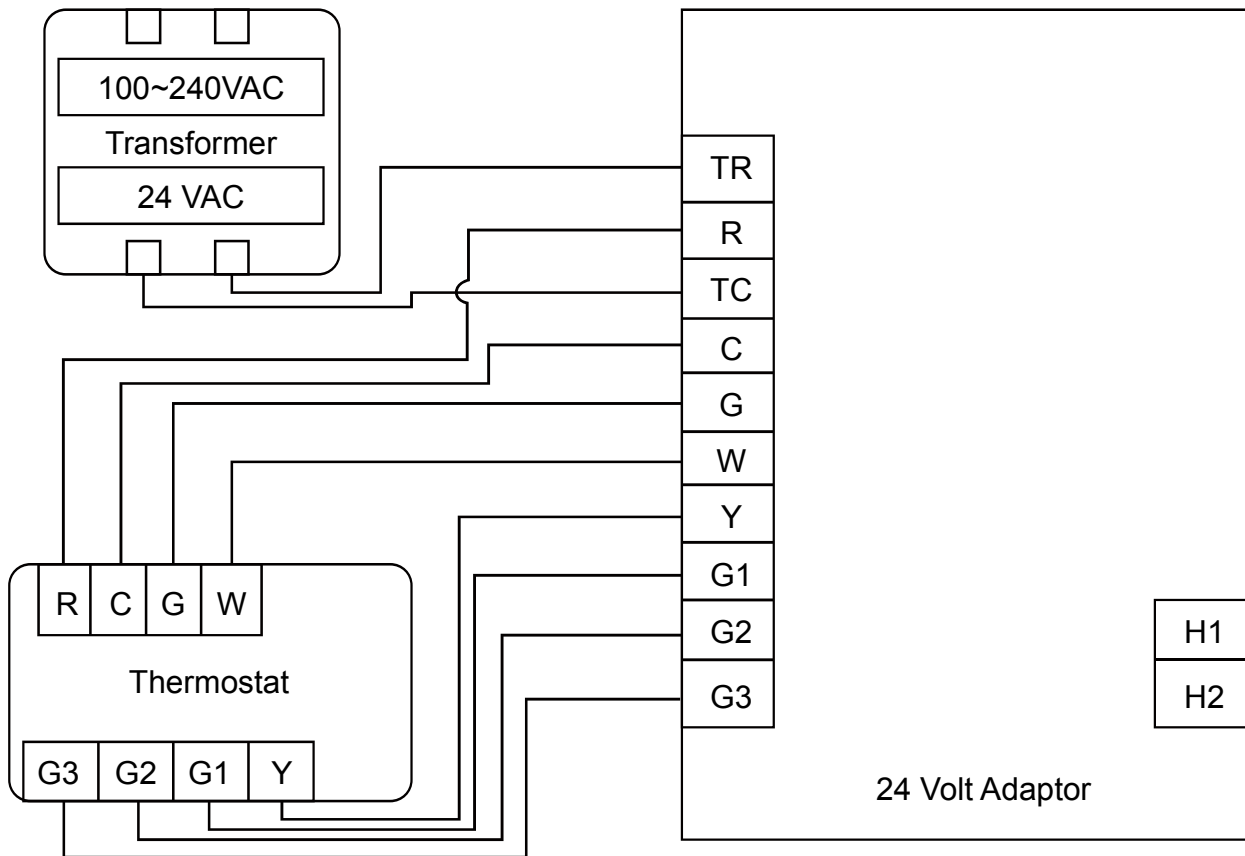 100~240VAC
Transformer
24 VAC
TR
R
TC
C
G
W
Y
G1
G2
G3
R C G W
Thermostat
G3 G2 G1 Y
H1
H2
24 Volt Adaptor